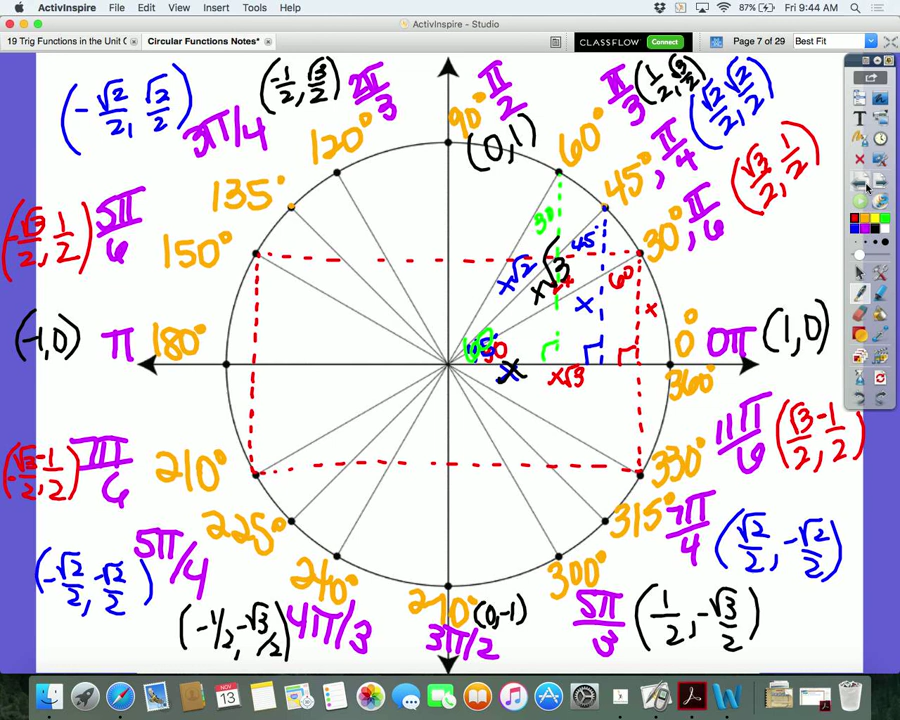 ActivInspire File Edit View Insert Tools Help 87% Fri 9:44 AM
ActivInspire - Studio
19 Trig Functions in the Unit C Circular Functions Notes* CLASSFLOW Connect Page 7 of 29 Best Fit
(-√2/2, √2/2) 3π/4 135°
(-1/2, √3/2) 2π/3 120°
90° π/2 (0,1)
60° π/3 (1/2, √3/2)
45°, π/4 (√2/2, √2/2)
30°, π/6 (√3/2, 1/2)
(-√3/2, 1/2) 5π/6 150°
30 45° 60
x√2 x√3 2x x x
60 45 30
x x√3
(-1,0) π 180°
0° 0π (1,0)
360°
(-√3/2, -1/2) 7π/6 210°
330° 11π/6 (√3/2, -1/2)
225° 5π/4 (-√2/2, -√2/2)
315° 7π/4 (√2/2, -√2/2)
240° 4π/3 (-1/2, -√3/2)
270° (0,-1) 3π/2
300° 5π/3 (1/2, -√3/2)
NOV 13